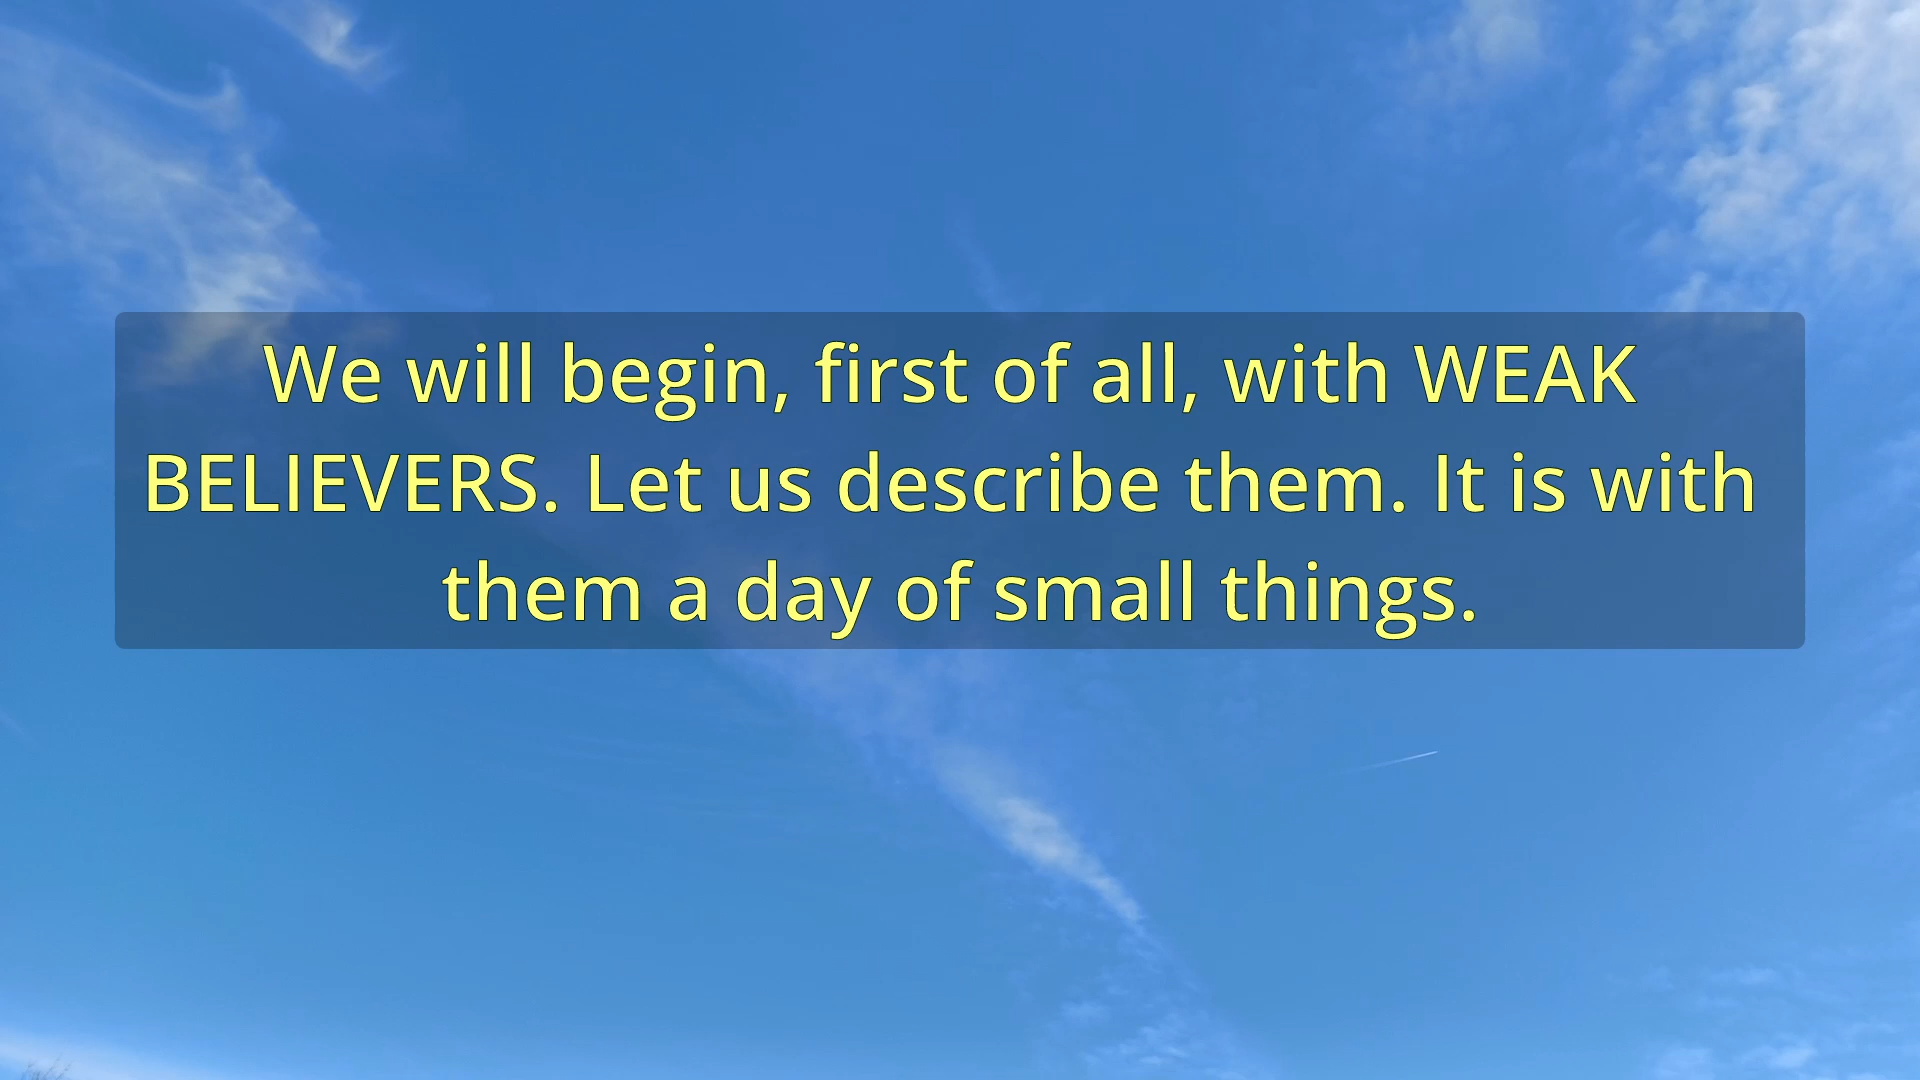 We will begin, first of all, with WEAK
BELIEVERS. Let us describe them. It is with
them a day of small things.